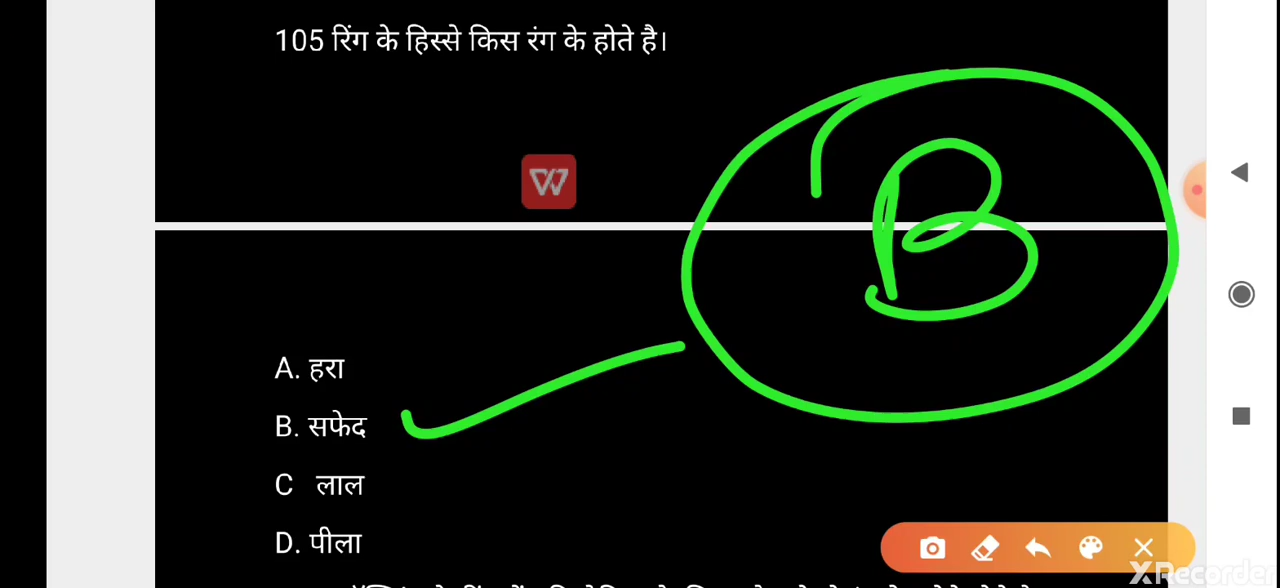 105 रिंग के हिस्से किस रंग के होते है।
W
B
A. हरा
B. सफेद
C लाल
D. पीला
XRecorder